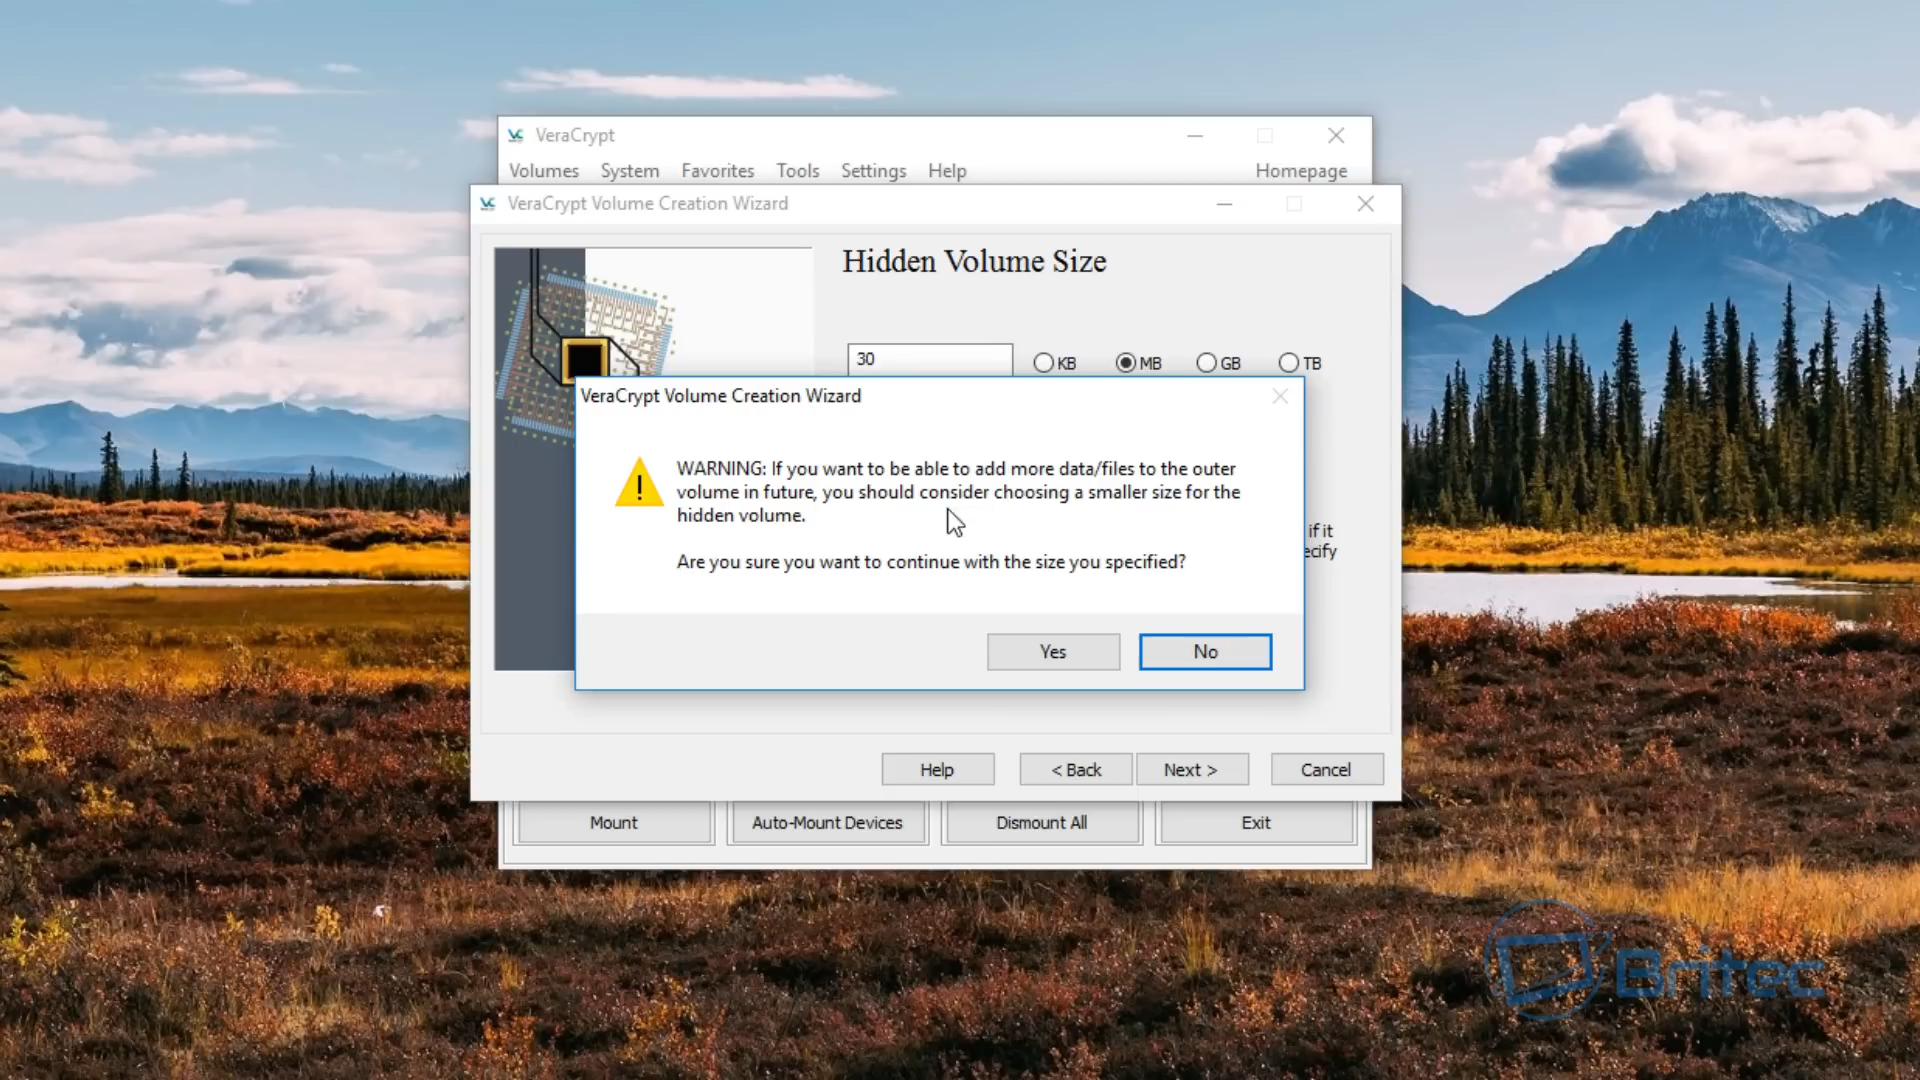 VeraCrypt
Volumes System Favorites Tools Settings Help Homepage
VeraCrypt Volume Creation Wizard
Hidden Volume Size
30 KB MB GB TB
VeraCrypt Volume Creation Wizard
WARNING: If you want to be able to add more data/files to the outer
volume in future, you should consider choosing a smaller size for the
hidden volume.
if it
ecify
Are you sure you want to continue with the size you specified?
Yes No
Help < Back Next > Cancel
Mount Auto-Mount Devices Dismount All Exit
Britec